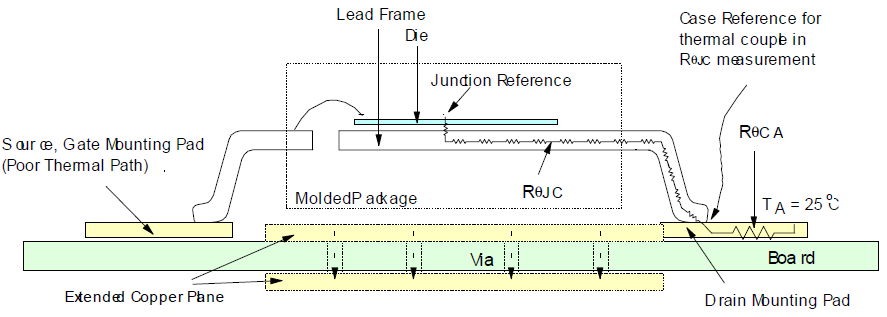 Lead Frame
Die
Case Reference for
thermal couple in
RθJC measurement
Junction Reference
Source, Gate Mounting Pad
(Poor Thermal Path)
RθCA
RθJC
Molded Package
TA = 25°C
Via
Board
Extended Copper Plane
Drain Mounting Pad